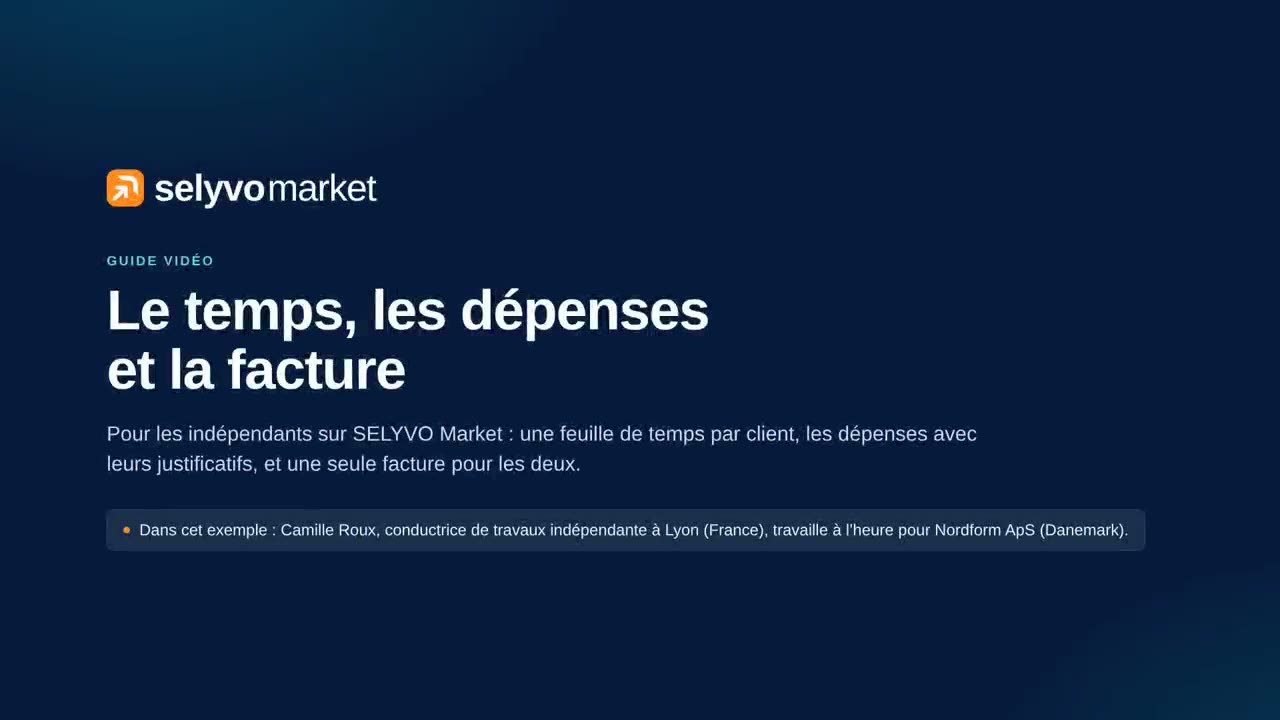 selyvomarket
GUIDE VIDÉO
Le temps, les dépenses
et la facture
Pour les indépendants sur SELYVO Market : une feuille de temps par client, les dépenses avec
leurs justificatifs, et une seule facture pour les deux.
Dans cet exemple : Camille Roux, conductrice de travaux indépendante à Lyon (France), travaille à l’heure pour Nordform ApS (Danemark).